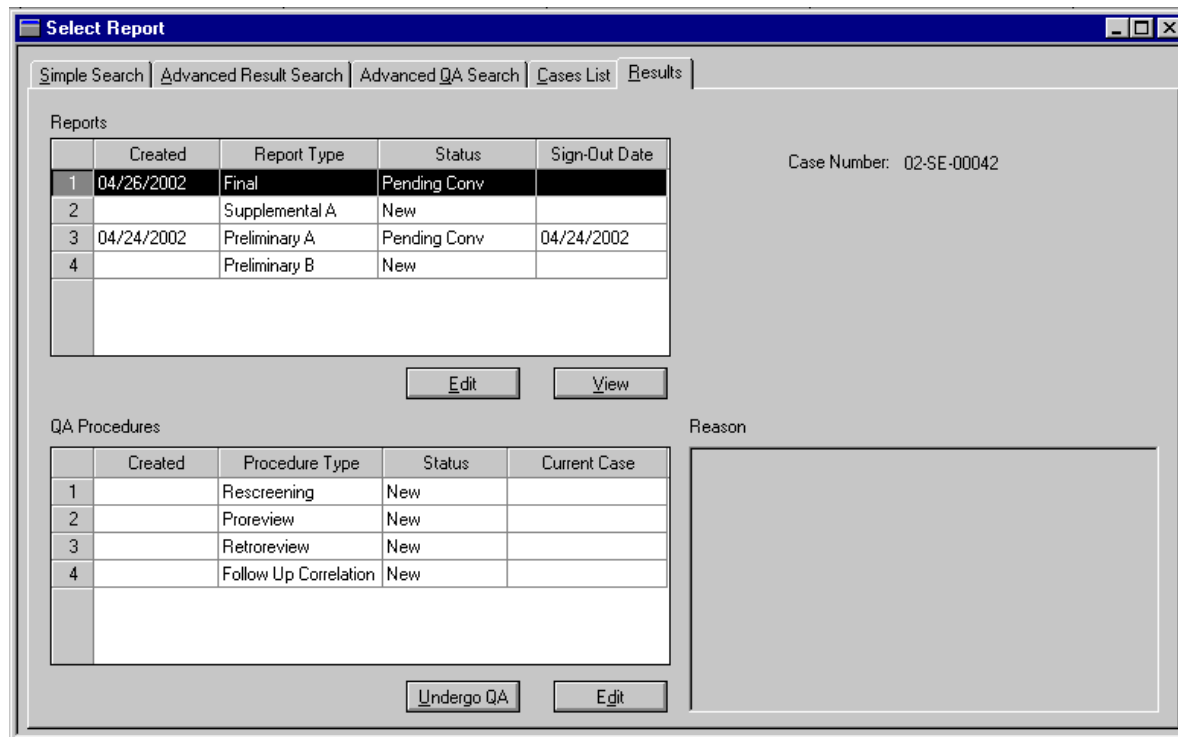 Select Report
Simple Search Advanced Result Search Advanced QA Search Cases List Results
Reports
Created Report Type Status Sign-Out Date
Case Number: 02-SE-00042
1 04/26/2002 Final Pending Conv
2 Supplemental A New
3 04/24/2002 Preliminary A Pending Conv 04/24/2002
4 Preliminary B New
Edit View
QA Procedures
Reason
Created Procedure Type Status Current Case
1 Rescreening New
2 Proreview New
3 Retroreview New
4 Follow Up Correlation New
Undergo QA Edit